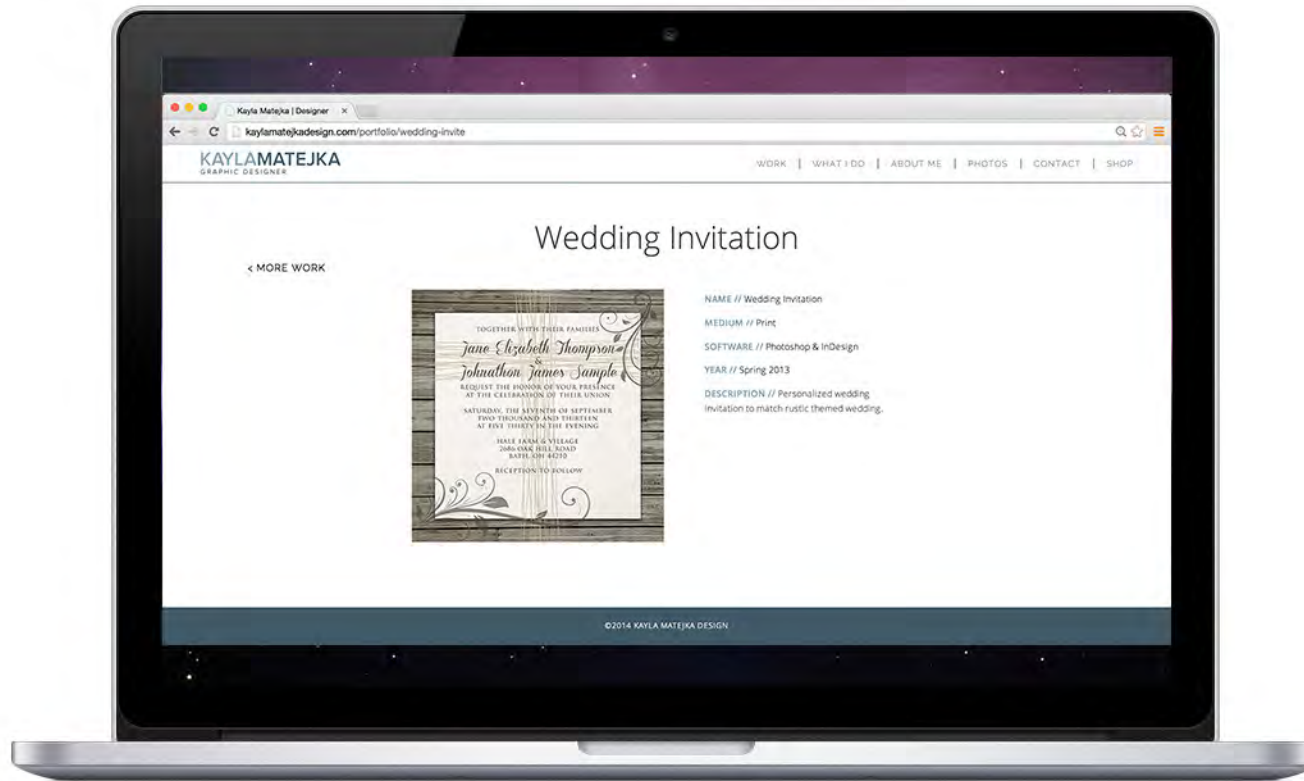 Kayla Matejka | Designer
kaylamatejkadesign.com/portfolio/wedding-invite
KAYLAMATEJKA
GRAPHIC DESIGNER
WORK | WHAT I DO | ABOUT ME | PHOTOS | CONTACT | SHOP
Wedding Invitation
< MORE WORK
TOGETHER WITH THEIR FAMILIES
Jane Elizabeth Thompson
&
Johnathon James Sample
REQUEST THE HONOR OF YOUR PRESENCE
AT THE CELEBRATION OF THEIR UNION
SATURDAY, THE SEVENTH OF SEPTEMBER
TWO THOUSAND AND THIRTEEN
AT FIVE THIRTY IN THE EVENING
HALE FARM & VILLAGE
2686 OAK HILL ROAD
BATH, OH 44210
RECEPTION TO FOLLOW
NAME // Wedding Invitation
MEDIUM // Print
SOFTWARE // Photoshop & InDesign
YEAR // Spring 2013
DESCRIPTION // Personalized wedding
invitation to match rustic themed wedding.
©2014 KAYLA MATEJKA DESIGN